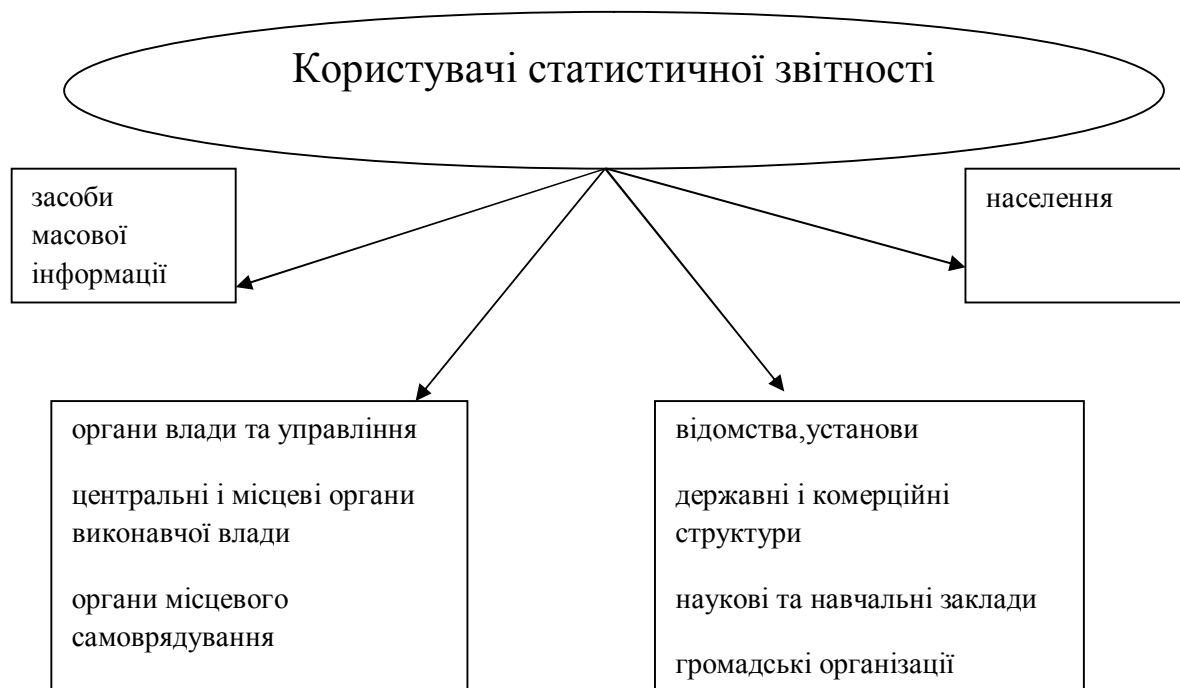 Користувачі статистичної звітності
засоби
масової
інформації
населення
органи влади та управління
центральні і місцеві органи
виконавчої влади
органи місцевого
самоврядування
відомства,установи
державні і комерційні
структури
наукові та навчальні заклади
громадські організації